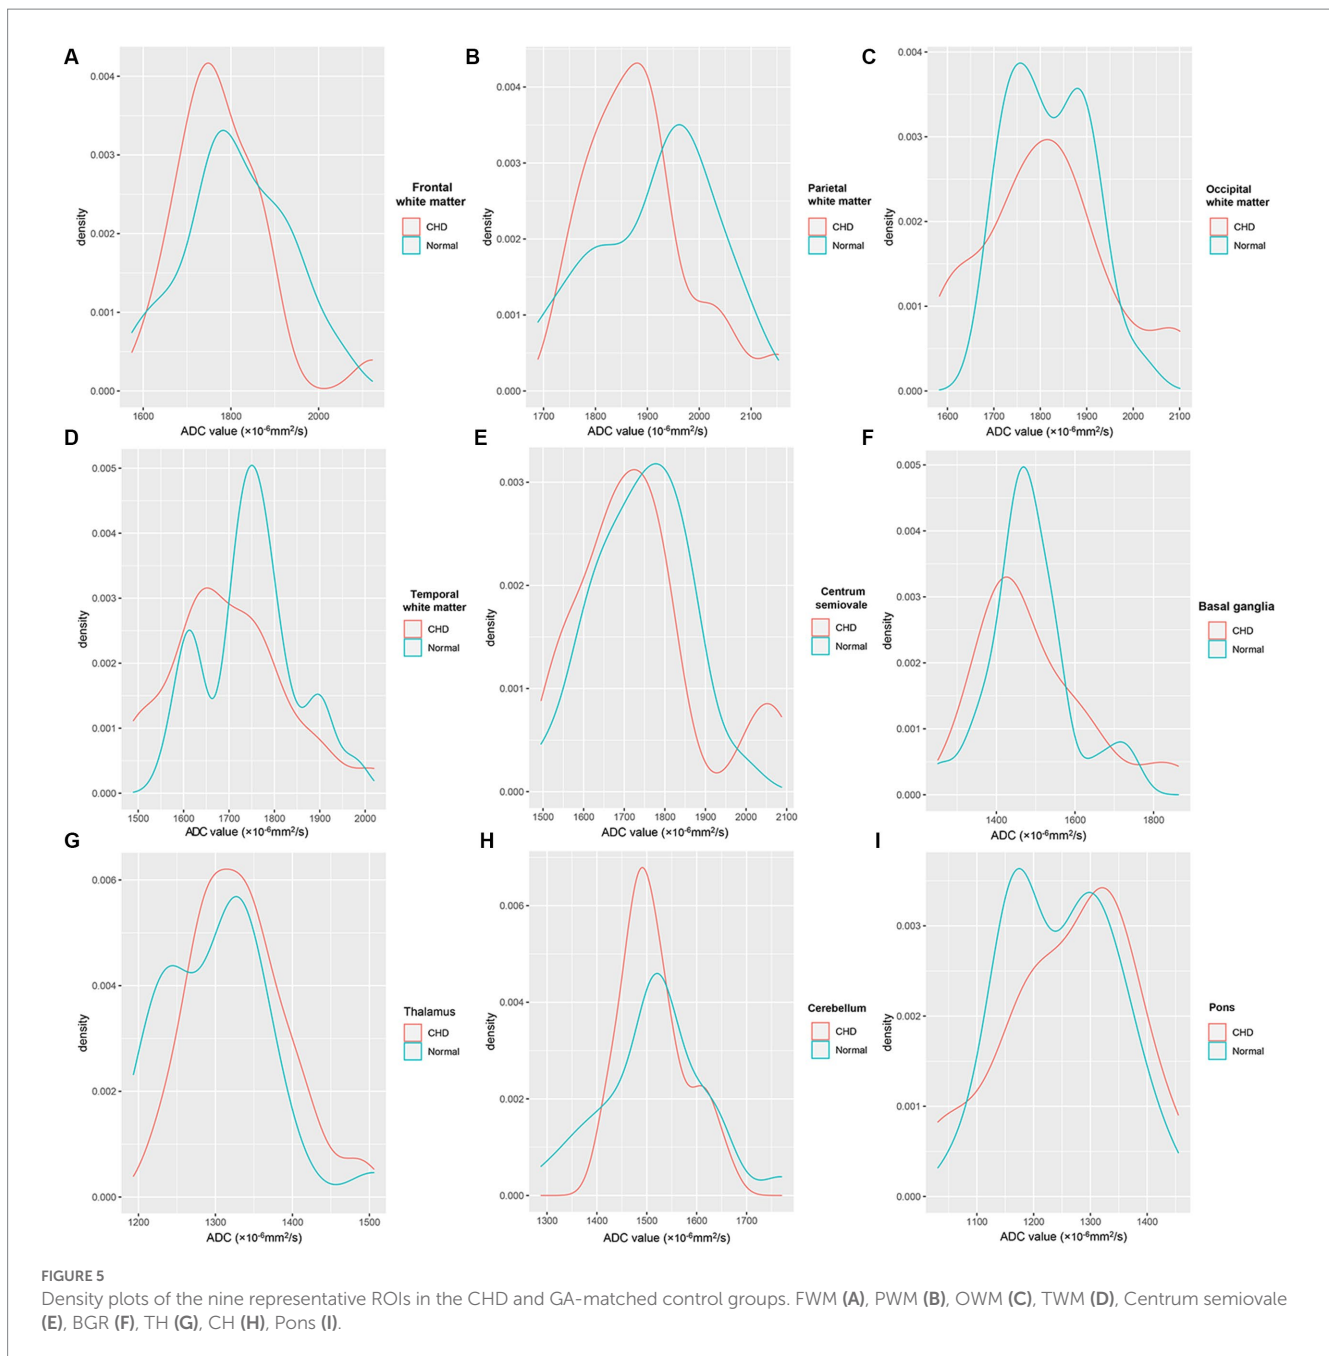 A
0.004
0.003
0.002
0.001
0.000
density
1600
1800
2000
ADC value (×10-6mm2/s)
Frontal
white matter
CHD
Normal
B
0.004
0.003
0.002
0.001
0.000
density
1700
1800
1900
2000
2100
ADC value (10-6mm2/s)
Parietal
white matter
CHD
Normal
C
0.004
0.003
0.002
0.001
0.000
density
1600
1700
1800
1900
2000
2100
ADC value (×10-6mm2/s)
Occipital
white matter
CHD
Normal
D
0.005
0.004
0.003
0.002
0.001
0.000
density
1500
1600
1700
1800
1900
2000
ADC value (×10-6mm2/s)
Temporal
white matter
CHD
Normal
E
0.003
0.002
0.001
0.000
density
1500
1600
1700
1800
1900
2000
2100
ADC value (×10-6mm2/s)
Centrum
semiovale
CHD
Normal
F
0.005
0.004
0.003
0.002
0.001
0.000
density
1400
1600
1800
ADC (×10-6mm2/s)
Basal ganglia
CHD
Normal
G
0.006
0.004
0.002
0.000
density
1200
1300
1400
1500
ADC (×10-6mm2/s)
Thalamus
CHD
Normal
H
0.006
0.004
0.002
0.000
density
1300
1400
1500
1600
1700
ADC value (×10-6mm2/s)
Cerebellum
CHD
Normal
I
0.003
0.002
0.001
0.000
density
1100
1200
1300
1400
ADC value (×10-6mm2/s)
Pons
CHD
Normal
FIGURE 5
Density plots of the nine representative ROIs in the CHD and GA-matched control groups. FWM (A), PWM (B), OWM (C), TWM (D), Centrum semiovale
(E), BGR (F), TH (G), CH (H), Pons (I).